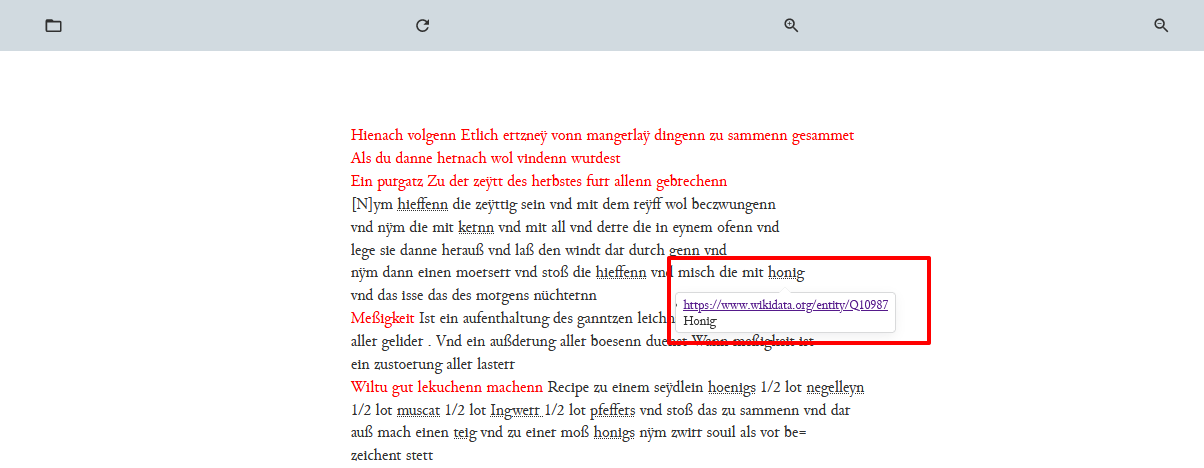 Hienach volgenn Etlich ertzneÿ vonn mangerlaÿ dingenn zu sammenn gesammet
Als du danne hernach wol vindenn wurdest
Ein purgatz Zu der zeÿtt des herbstes furr allenn gebrechenn
[N]ym hieffenn die zeÿttig sein vnd mit dem reÿff wol beczwungenn
vnd nÿm die mit kernn vnd mit all vnd derre die in eynem ofenn vnd
lege sie danne herauß vnd laß den windt dar durch genn vnd
nÿm dann einen moerserr vnd stoß die hieffenn vnd misch die mit honig
vnd das isse das des morgens nüchternn
https://www.wikidata.org/entity/Q10987
Honig
Meßigkeit Ist ein aufenthaltung des ganntzen
aller gelider . Vnd ein außderung aller boesenn Wann meßigkeit ist
ein zustoerung aller lasterr
Wiltu gut lekuchenn machenn Recipe zu einem seÿdlein hoenigs 1/2 lot negelleyn
1/2 lot muscat 1/2 lot Ingwerr 1/2 lot pfeffers vnd stoß das zu sammenn vnd dar
auß mach einen teig vnd zu einer moß honigs nÿm zwirr souil als vor be=
zeichent stett